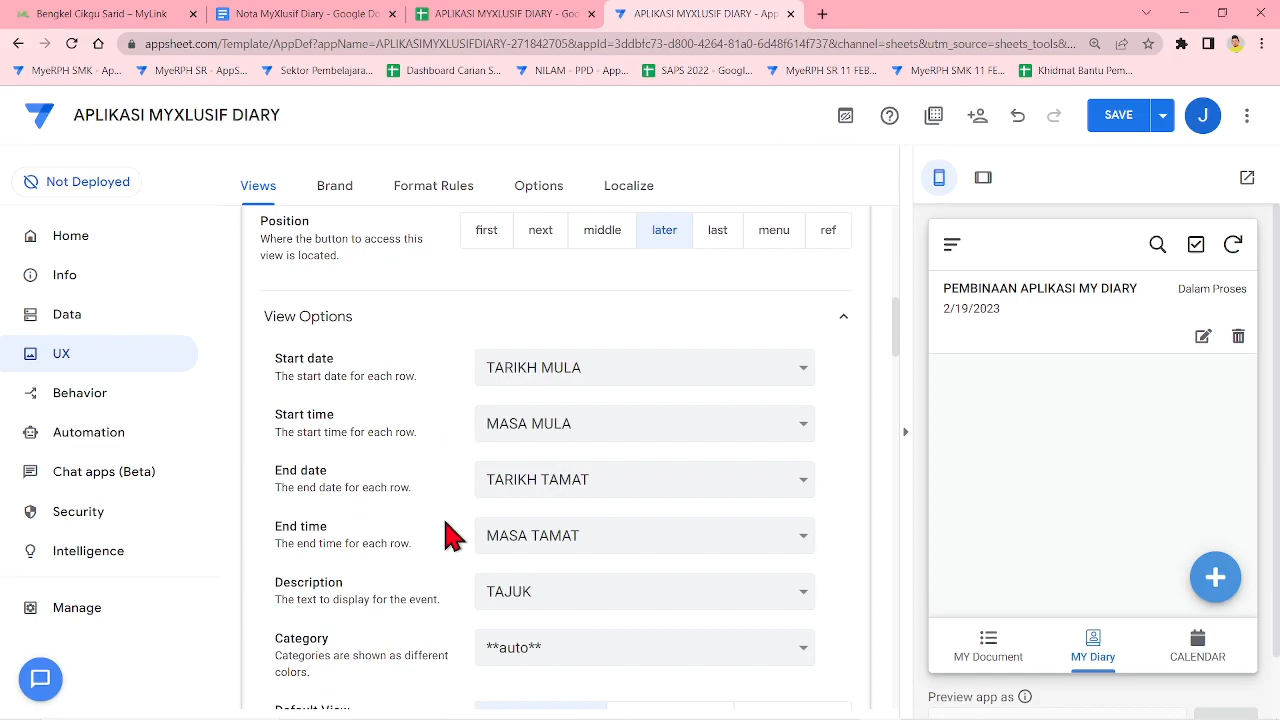 Bengkel Cikgu Sarid – MyLink
Nota MyXlusif Diary - Google Do
APLIKASI MYXLUSIF DIARY - Goo
APLIKASI MYXLUSIF DIARY - App
appsheet.com/Template/AppDef?appName=APLIKASIMYXLUSIFDIARY-271842705&appId=3ddbfc73-d800-4264-81a0-6d48f614f737&channel=sheets&utm_source=sheets_tools&...
MyeRPH SMK - Ap...
MyeRPH SR - AppS...
Sektor Pembelajara...
Dashboard Carian S...
NILAM - PPD - App...
SAPS 2022 - Googl...
MyeRPH SR 11 FEB...
MyeRPH SMK 11 FE...
Khidmat Bantu Pem...
APLIKASI MYXLUSIF DIARY
SAVE
J
Not Deployed
Home
Info
Data
UX
Behavior
Automation
Chat apps (Beta)
Security
Intelligence
Manage
Views
Brand
Format Rules
Options
Localize
Position
Where the button to access this
view is located.
first
next
middle
later
last
menu
ref
View Options
Start date
The start date for each row.
TARIKH MULA
Start time
The start time for each row.
MASA MULA
End date
The end date for each row.
TARIKH TAMAT
End time
The end time for each row.
MASA TAMAT
Description
The text to display for the event.
TAJUK
Category
Categories are shown as different
colors.
**auto**
Default View
PEMBINAAN APLIKASI MY DIARY
Dalam Proses
2/19/2023
MY Document
MY Diary
CALENDAR
Preview app as